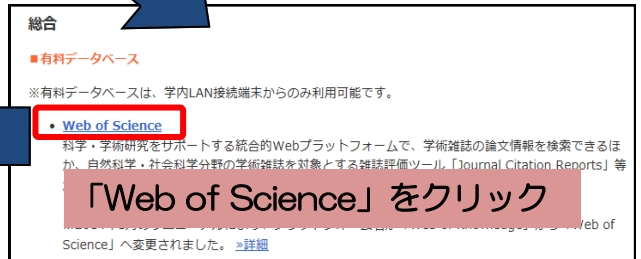 総合
■有料データベース
※有料データベースは、学内LAN接続端末からのみ利用可能です。
• Web of Science
科学・学術研究をサポートする統合的Webプラットフォームで、学術雑誌の論文情報を検索できるほ
か、自然科学・社会科学分野の学術雑誌を対象とする雑誌評価ツール「Journal Citation Reports」等
「Web of Science」をクリック
Web of
Science」へ変更されました。 »詳細